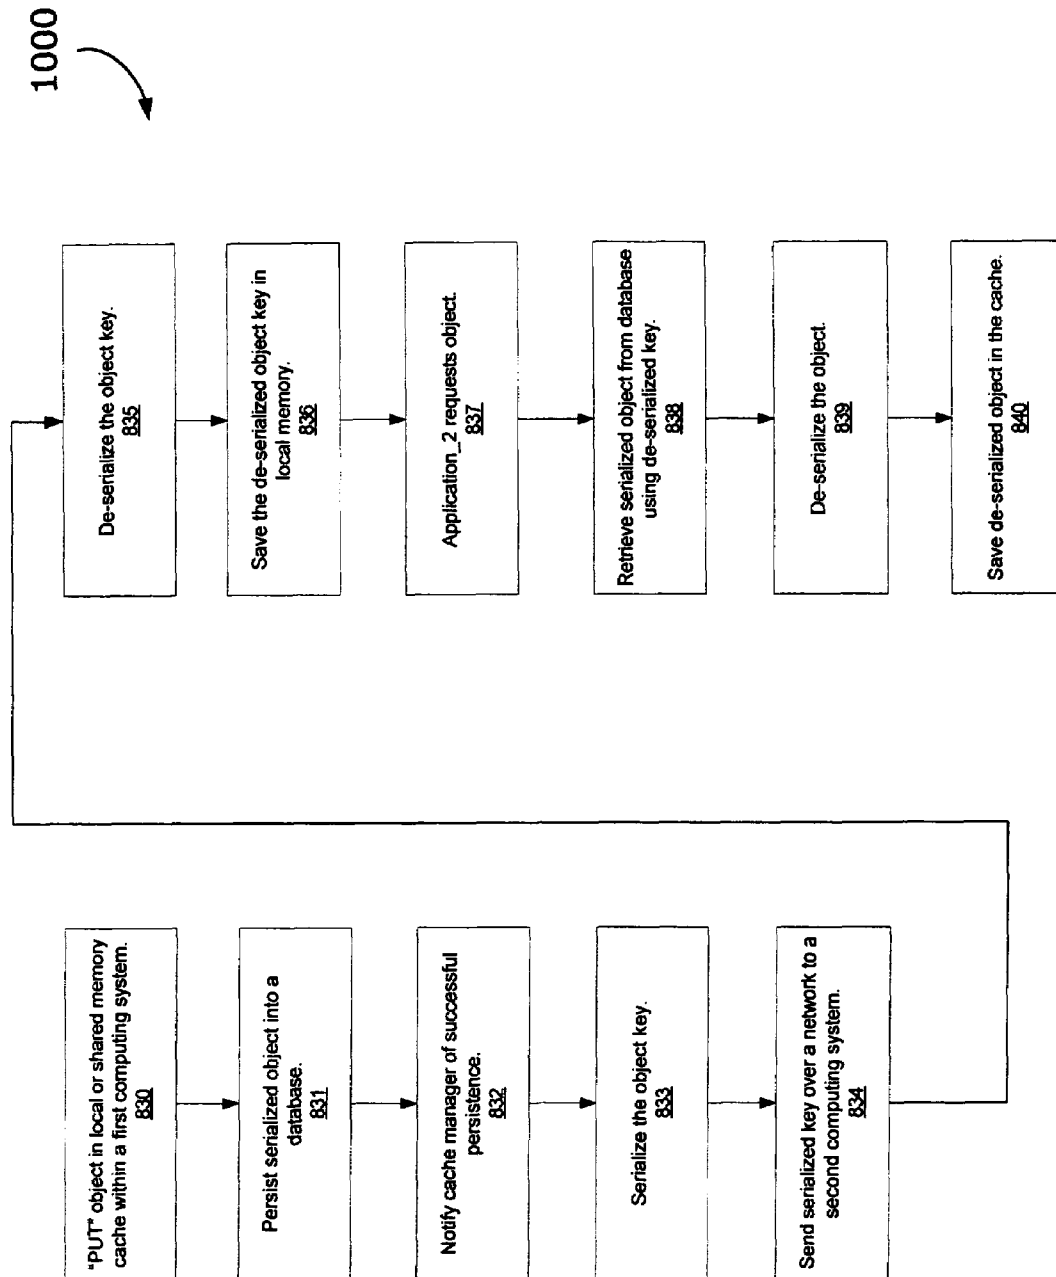 1000
"PUT" object in local or shared memory
cache within a first computing system.
830
Persist serialized object into a
database.
831
Notify cache manager of successful
persistence.
832
Serialize the object key.
833
Send serialized key over a network to a
second computing system.
834
De-serialize the object key.
835
Save the de-serialized object key in
local memory.
836
Application_2 requests object.
837
Retrieve serialized object from database
using de-serialized key.
838
De-serialize the object.
839
Save de-serialized object in the cache.
840